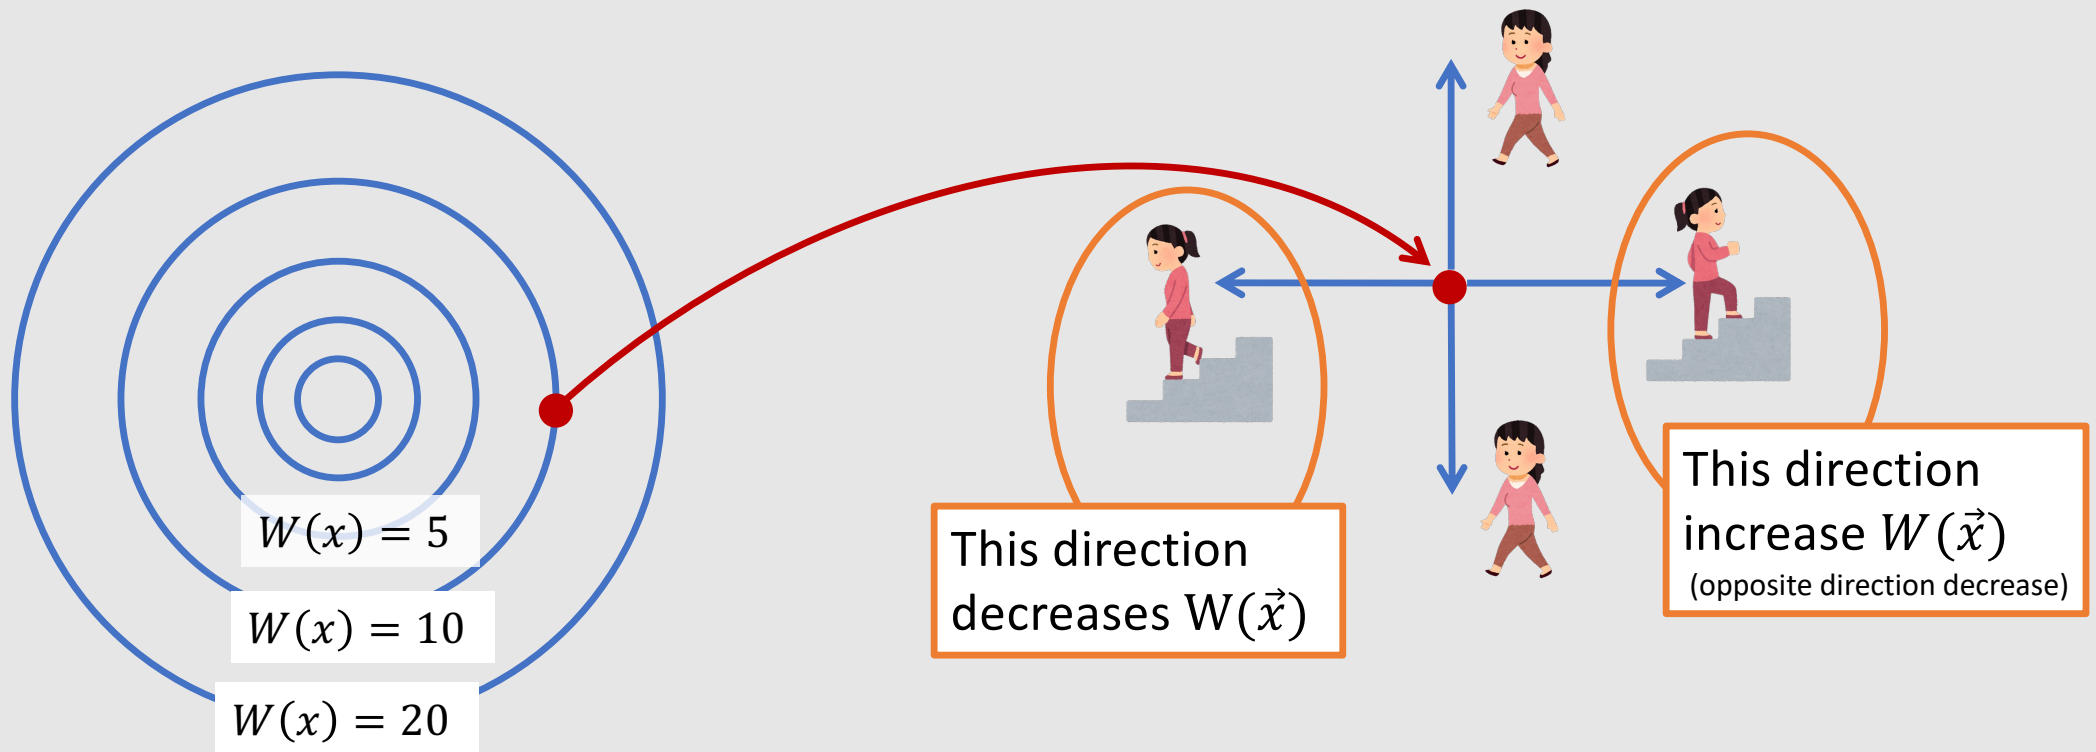 W(x) = 5
W(x) = 10
W(x) = 20
This direction
decreases W(x⃗)
This direction
increase W(x⃗)
(opposite direction decrease)